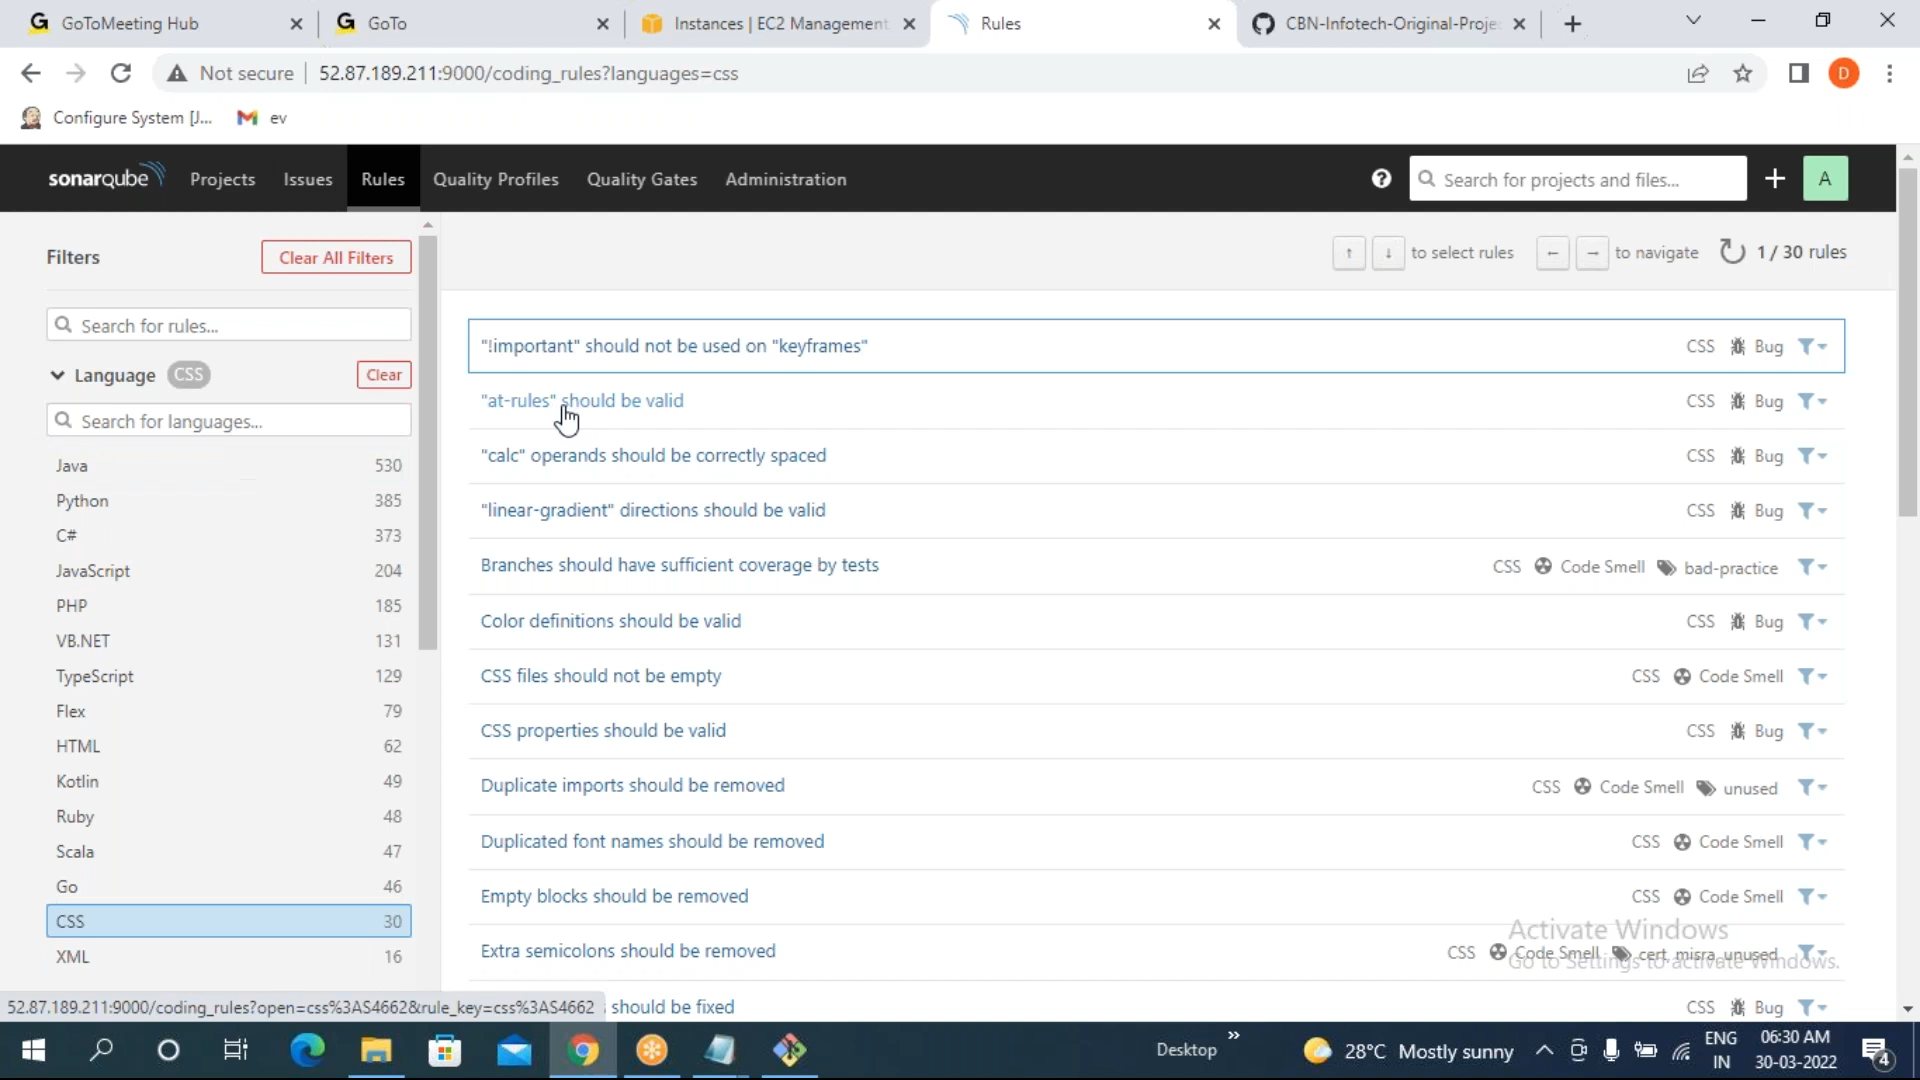 GoToMeeting Hub
GoTo
Instances | EC2 Management
Rules
CBN-Infotech-Original-Projec
Not secure
52.87.189.211:9000/coding_rules?languages=css
D
Configure System [J...
ev
sonarqube
Projects
Issues
Rules
Quality Profiles
Quality Gates
Administration
Search for projects and files...
A
Filters
Clear All Filters
↑ ↓ to select rules ← → to navigate 1 / 30 rules
Search for rules...
Language CSS
Clear
Search for languages...
Java 530
Python 385
C# 373
JavaScript 204
PHP 185
VB.NET 131
TypeScript 129
Flex 79
HTML 62
Kotlin 49
Ruby 48
Scala 47
Go 46
CSS 30
XML 16
"!important" should not be used on "keyframes" CSS Bug
"at-rules" should be valid CSS Bug
"calc" operands should be correctly spaced CSS Bug
"linear-gradient" directions should be valid CSS Bug
Branches should have sufficient coverage by tests CSS Code Smell bad-practice
Color definitions should be valid CSS Bug
CSS files should not be empty CSS Code Smell
CSS properties should be valid CSS Bug
Duplicate imports should be removed CSS Code Smell unused
Duplicated font names should be removed CSS Code Smell
Empty blocks should be removed CSS Code Smell
Extra semicolons should be removed CSS Code Smell cert, misra, unused
should be fixed CSS Bug
Activate Windows
Go to Settings to activate Windows.
52.87.189.211:9000/coding_rules?open=css%3AS4662&rule_key=css%3AS4662
Desktop
28°C Mostly sunny
ENG
IN
06:30 AM
30-03-2022
4